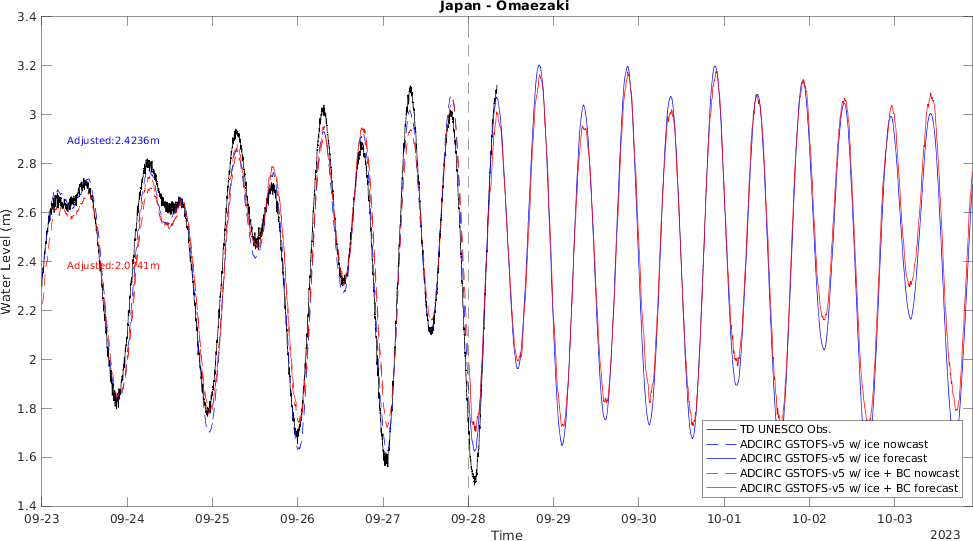 Japan - Omaezaki
Water Level (m)
3.4
3.2
3
2.8
2.6
2.4
2.2
2
1.8
1.6
1.4
Adjusted:2.4236m
Adjusted:2.0741m
TD UNESCO Obs.
ADCIRC GSTOFS-v5 w/ ice nowcast
ADCIRC GSTOFS-v5 w/ ice forecast
ADCIRC GSTOFS-v5 w/ ice + BC nowcast
ADCIRC GSTOFS-v5 w/ ice + BC forecast
09-23 09-24 09-25 09-26 09-27 09-28 09-29 09-30 10-01 10-02 10-03
Time
2023